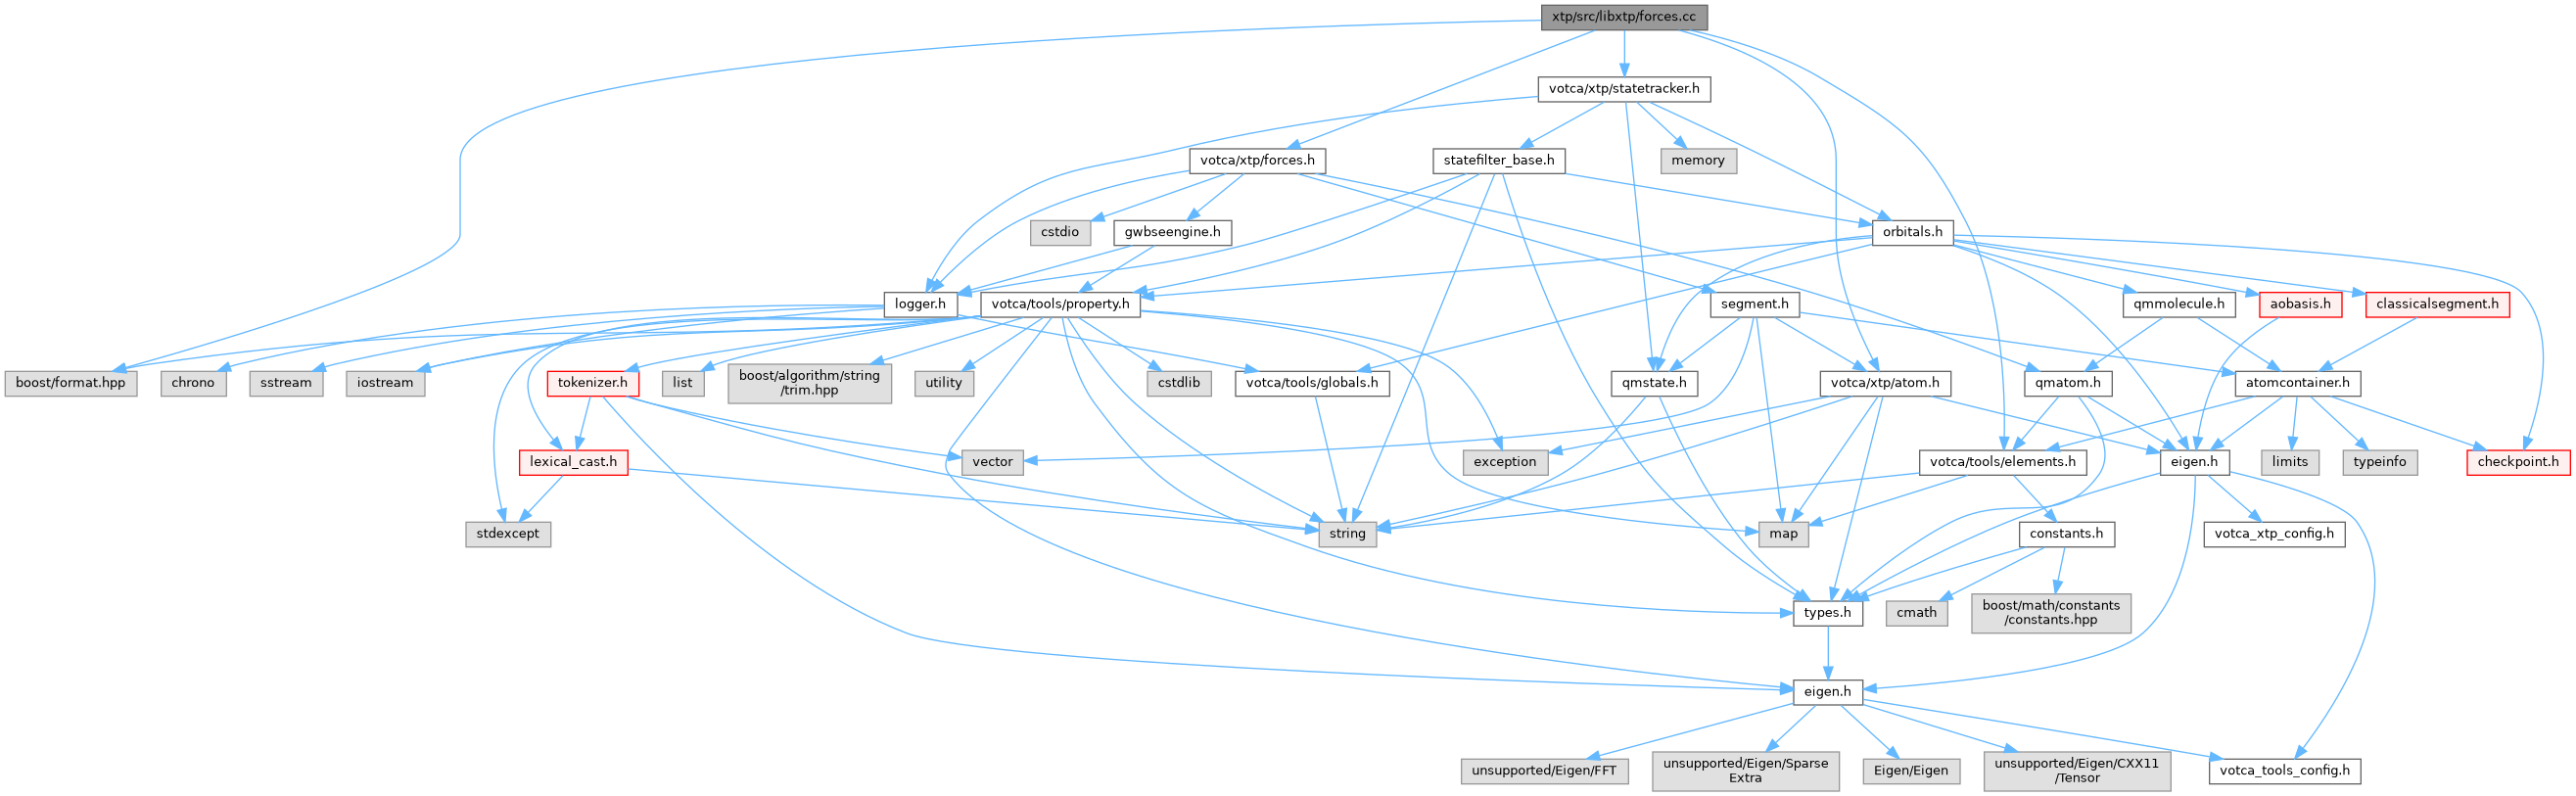 xtp/src/libxtp/forces.cc
votca/xtp/statetracker.h
votca/xtp/forces.h
statefilter_base.h
memory
cstdio
gwbseengine.h
orbitals.h
logger.h
votca/tools/property.h
segment.h
qmmolecule.h
aobasis.h
classicalsegment.h
boost/format.hpp
chrono
sstream
iostream
tokenizer.h
list
boost/algorithm/string
/trim.hpp
utility
cstdlib
votca/tools/globals.h
qmstate.h
votca/xtp/atom.h
qmatom.h
atomcontainer.h
lexical_cast.h
vector
exception
votca/tools/elements.h
eigen.h
limits
typeinfo
checkpoint.h
stdexcept
string
map
constants.h
votca_xtp_config.h
types.h
cmath
boost/math/constants
/constants.hpp
eigen.h
unsupported/Eigen/FFT
unsupported/Eigen/Sparse
Extra
Eigen/Eigen
unsupported/Eigen/CXX11
/Tensor
votca_tools_config.h